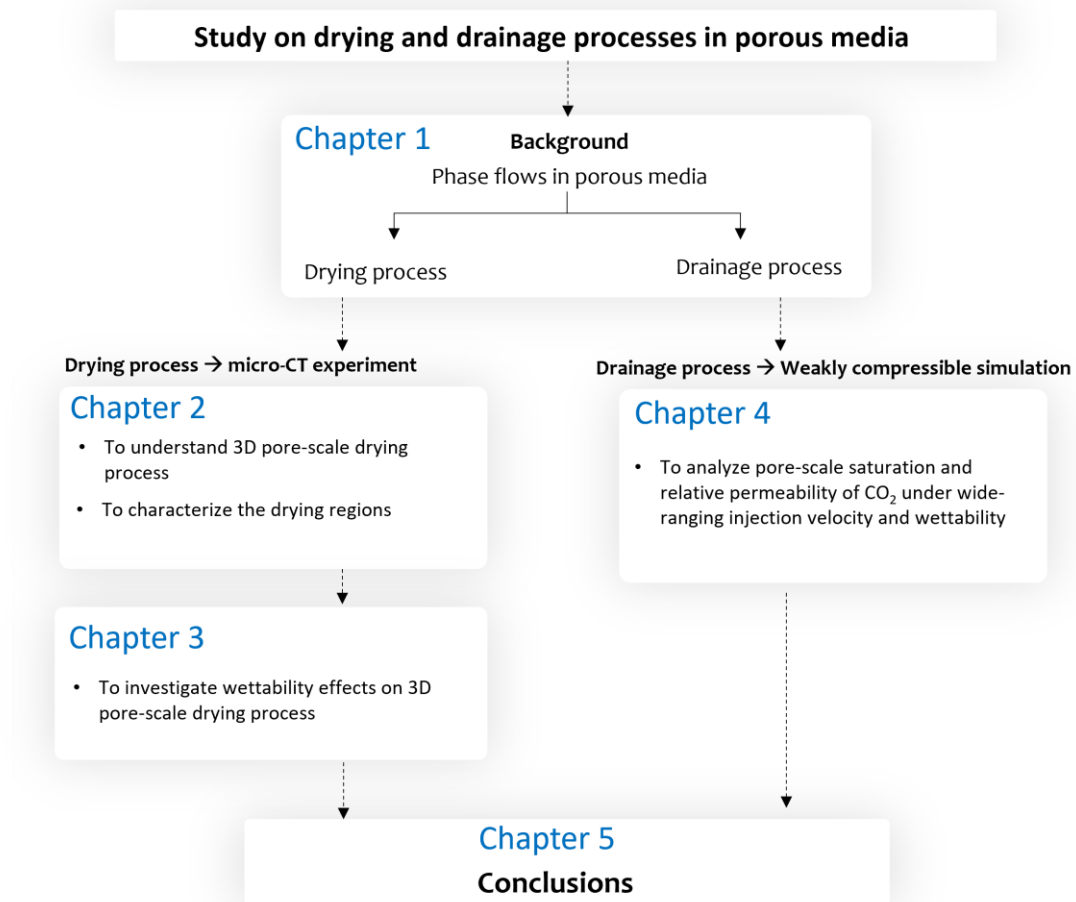 Study on drying and drainage processes in porous media
Chapter 1
Background
Phase flows in porous media
Drying process
Drainage process
Drying process → micro-CT experiment
Chapter 2
• To understand 3D pore-scale drying
process
• To characterize the drying regions
Chapter 3
• To investigate wettability effects on 3D
pore-scale drying process
Drainage process → Weakly compressible simulation
Chapter 4
• To analyze pore-scale saturation and
relative permeability of CO₂ under wide-
ranging injection velocity and wettability
Chapter 5
Conclusions